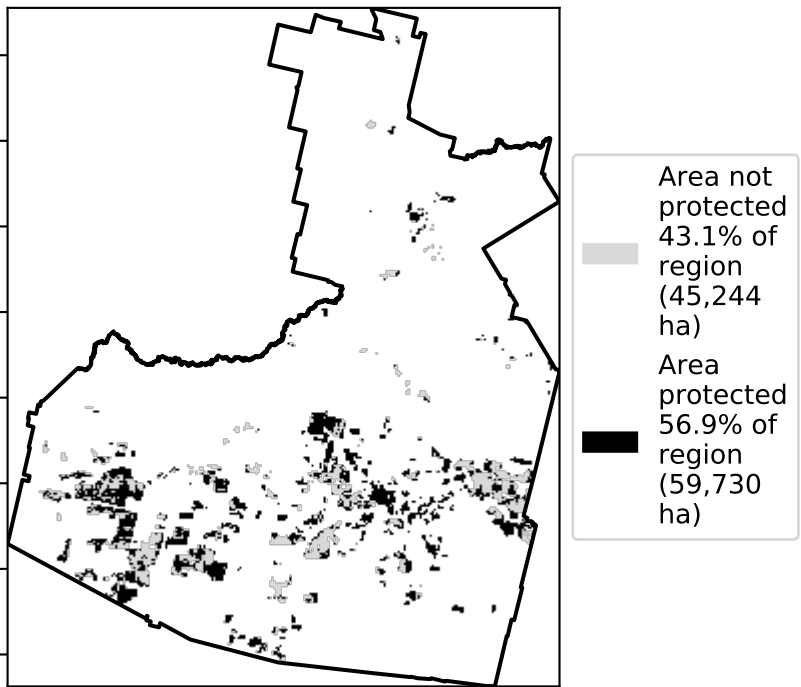 Area not
protected
43.1% of
region
(45,244
ha)
Area
protected
56.9% of
region
(59,730
ha)